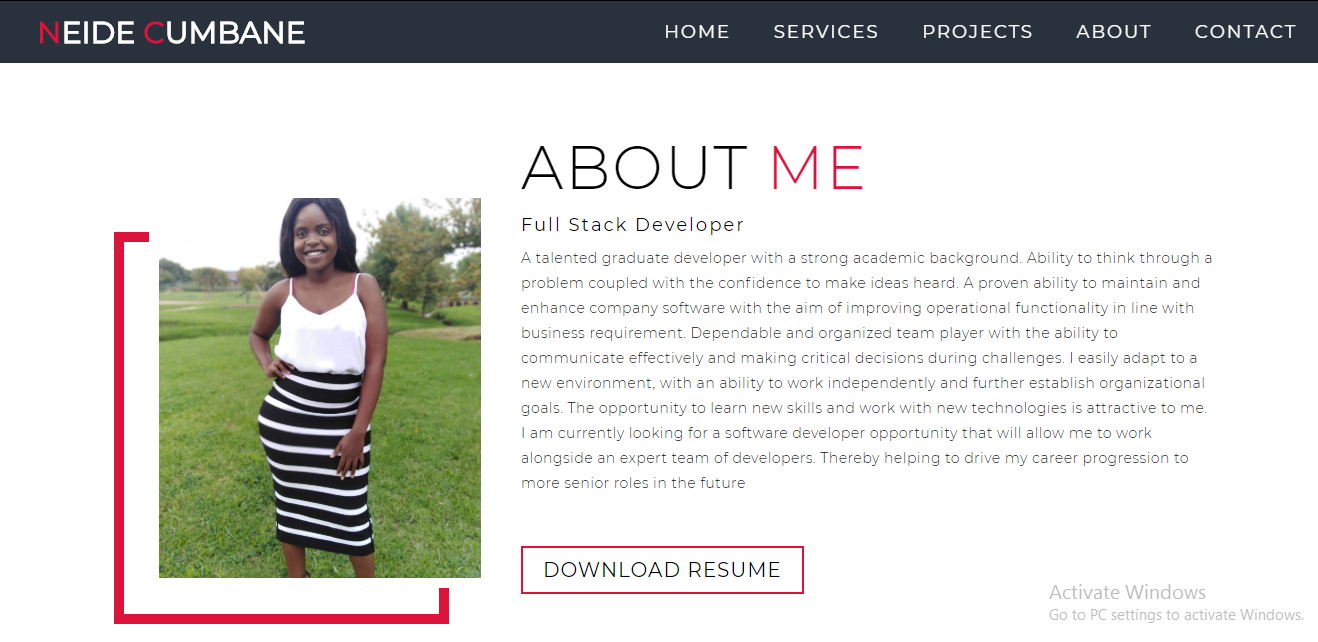 NEIDE CUMBANE
HOME SERVICES PROJECTS ABOUT CONTACT
ABOUT ME
Full Stack Developer
A talented graduate developer with a strong academic background. Ability to think through a
problem coupled with the confidence to make ideas heard. A proven ability to maintain and
enhance company software with the aim of improving operational functionality in line with
business requirement. Dependable and organized team player with the ability to
communicate effectively and making critical decisions during challenges. I easily adapt to a
new environment, with an ability to work independently and further establish organizational
goals. The opportunity to learn new skills and work with new technologies is attractive to me.
I am currently looking for a software developer opportunity that will allow me to work
alongside an expert team of developers. Thereby helping to drive my career progression to
more senior roles in the future
DOWNLOAD RESUME
Activate Windows
Go to PC settings to activate Windows.